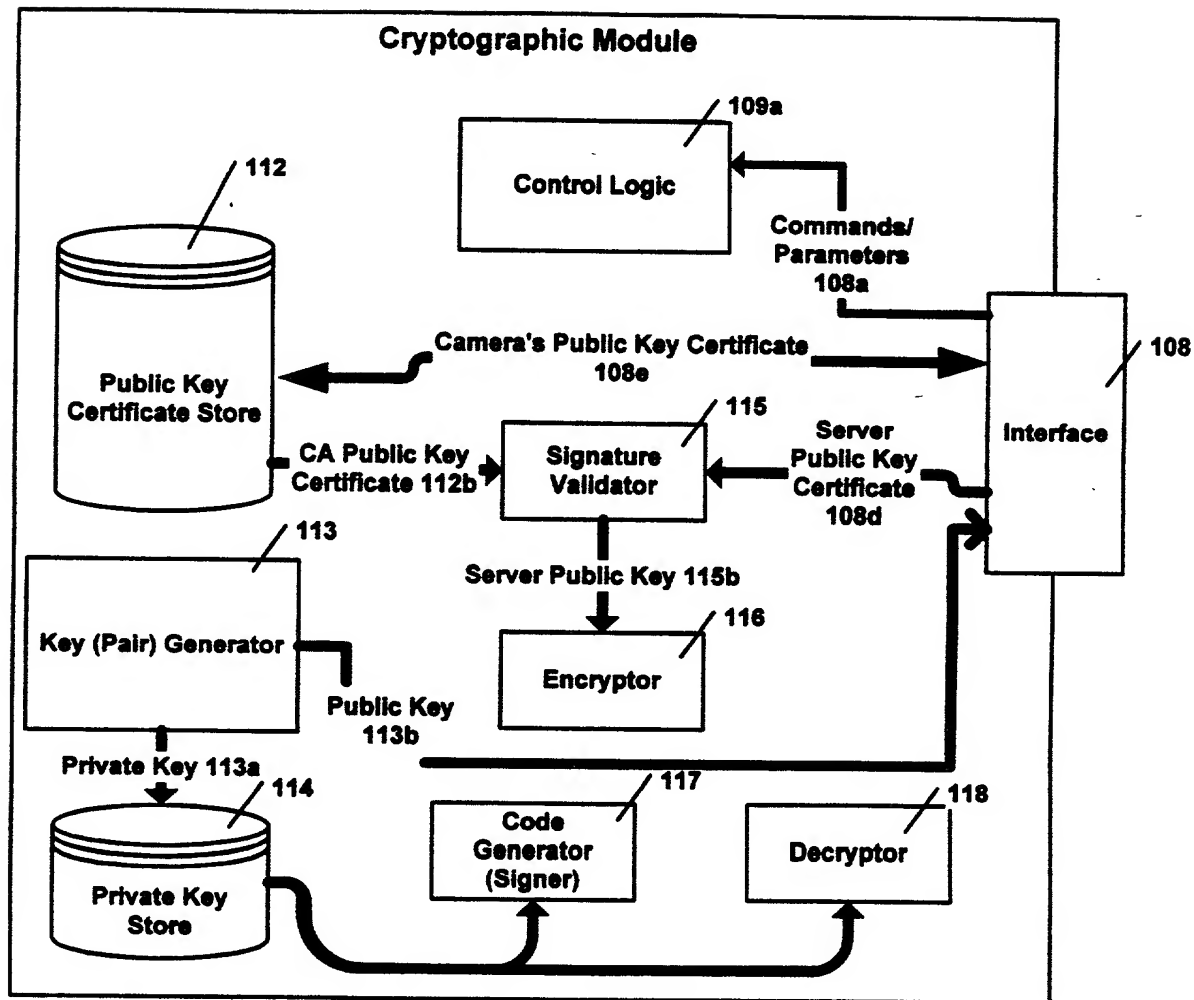 Cryptographic Module
109a
Control Logic
112
Commands/
Parameters
108a
Public Key
Certificate Store
Camera's Public Key Certificate
108e
108
Interface
115
CA Public Key
Certificate 112b
Signature
Validator
Server
Public Key
Certificate
108d
113
Key (Pair) Generator
Server Public Key 115b
116
Encryptor
Public Key
113b
Private Key 113a
114
Private Key
Store
117
Code
Generator
(Signer)
118
Decryptor